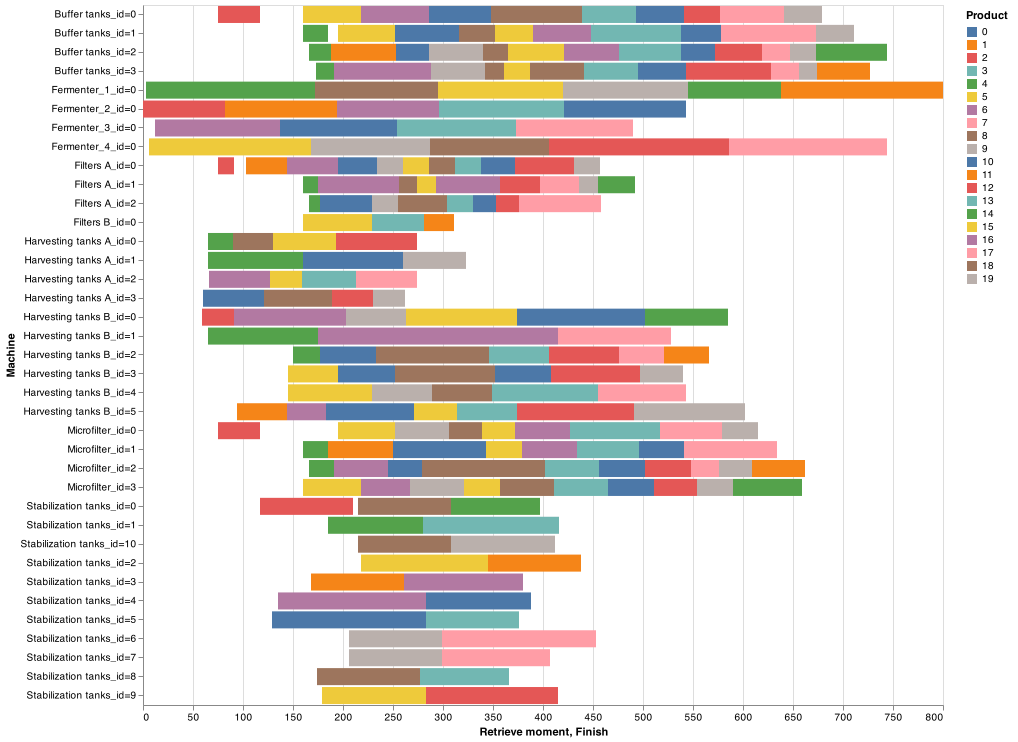 Buffer tanks_id=0
Buffer tanks_id=1
Buffer tanks_id=2
Buffer tanks_id=3
Fermenter_1_id=0
Fermenter_2_id=0
Fermenter_3_id=0
Fermenter_4_id=0
Filters A_id=0
Filters A_id=1
Filters A_id=2
Filters B_id=0
Harvesting tanks A_id=0
Harvesting tanks A_id=1
Harvesting tanks A_id=2
Harvesting tanks A_id=3
Harvesting tanks B_id=0
Harvesting tanks B_id=1
Harvesting tanks B_id=2
Harvesting tanks B_id=3
Harvesting tanks B_id=4
Harvesting tanks B_id=5
Microfilter_id=0
Microfilter_id=1
Microfilter_id=2
Microfilter_id=3
Stabilization tanks_id=0
Stabilization tanks_id=1
Stabilization tanks_id=10
Stabilization tanks_id=2
Stabilization tanks_id=3
Stabilization tanks_id=4
Stabilization tanks_id=5
Stabilization tanks_id=6
Stabilization tanks_id=7
Stabilization tanks_id=8
Stabilization tanks_id=9
Machine
0 50 100 150 200 250 300 350 400 450 500 550 600 650 700 750 800
Retrieve moment, Finish
Product
0
1
2
3
4
5
6
7
8
9
10
11
12
13
14
15
16
17
18
19